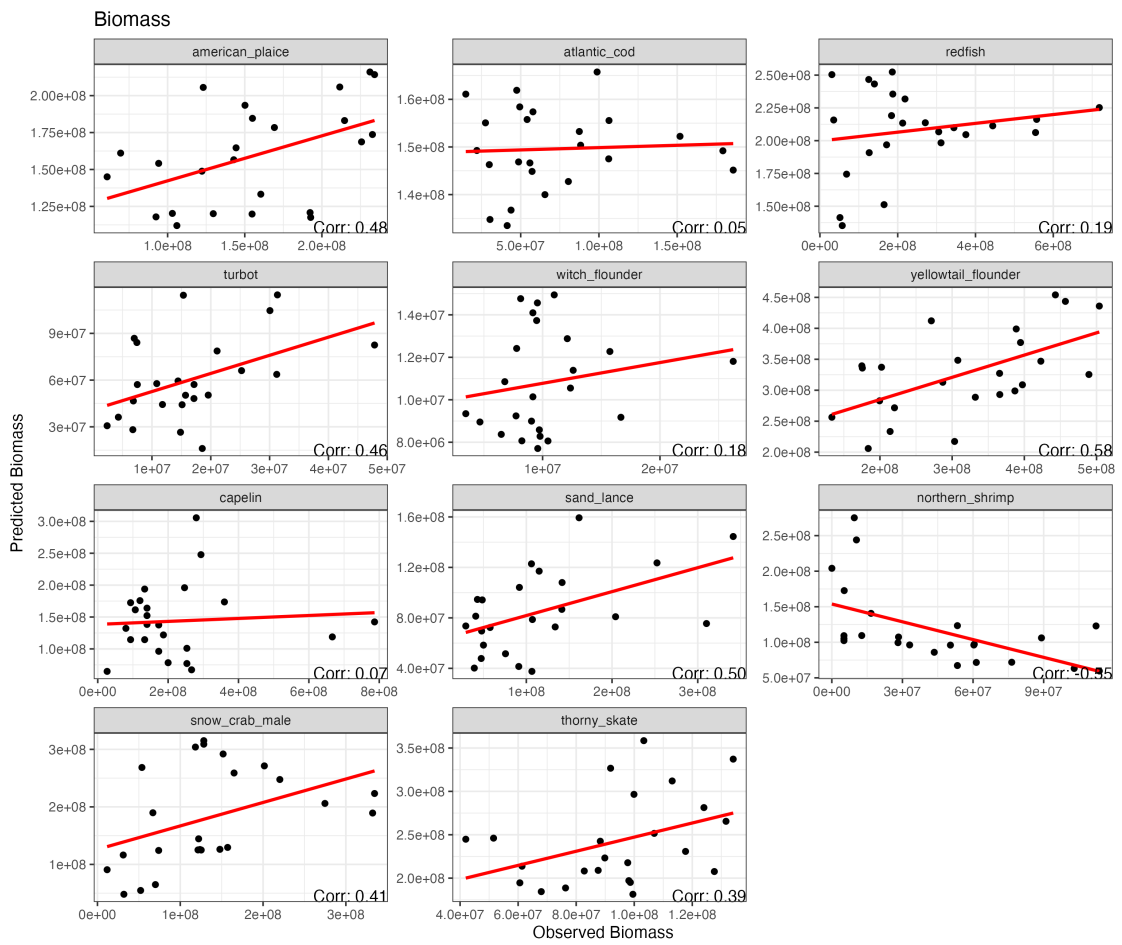 Biomass
american_plaice
atlantic_cod
redfish
2.00e+08
1.75e+08
1.50e+08
1.25e+08
1.6e+08
1.5e+08
1.4e+08
2.50e+08
2.25e+08
2.00e+08
1.75e+08
1.50e+08
Corr: 0.48
Corr: 0.05
Corr: 0.19
1.0e+08 1.5e+08 2.0e+08
5.0e+07 1.0e+08 1.5e+08
0e+00 2e+08 4e+08 6e+08
turbot
witch_flounder
yellowtail_flounder
9e+07
6e+07
3e+07
1.4e+07
1.2e+07
1.0e+07
8.0e+06
4.5e+08
4.0e+08
3.5e+08
3.0e+08
2.5e+08
2.0e+08
Corr: 0.46
Corr: 0.18
Corr: 0.58
1e+07 2e+07 3e+07 4e+07 5e+07
1e+07 2e+07
2e+08 3e+08 4e+08 5e+08
Predicted Biomass
capelin
sand_lance
northern_shrimp
3.0e+08
2.5e+08
2.0e+08
1.5e+08
1.0e+08
1.6e+08
1.2e+08
8.0e+07
4.0e+07
2.5e+08
2.0e+08
1.5e+08
1.0e+08
5.0e+07
Corr: 0.07
Corr: 0.50
Corr: -0.55
0e+00 2e+08 4e+08 6e+08 8e+08
1e+08 2e+08 3e+08
0e+00 3e+07 6e+07 9e+07
snow_crab_male
thorny_skate
3e+08
2e+08
1e+08
3.5e+08
3.0e+08
2.5e+08
2.0e+08
Corr: 0.41
Corr: 0.39
0e+00 1e+08 2e+08 3e+08
4.0e+07 6.0e+07 8.0e+07 1.0e+08 1.2e+08
Observed Biomass